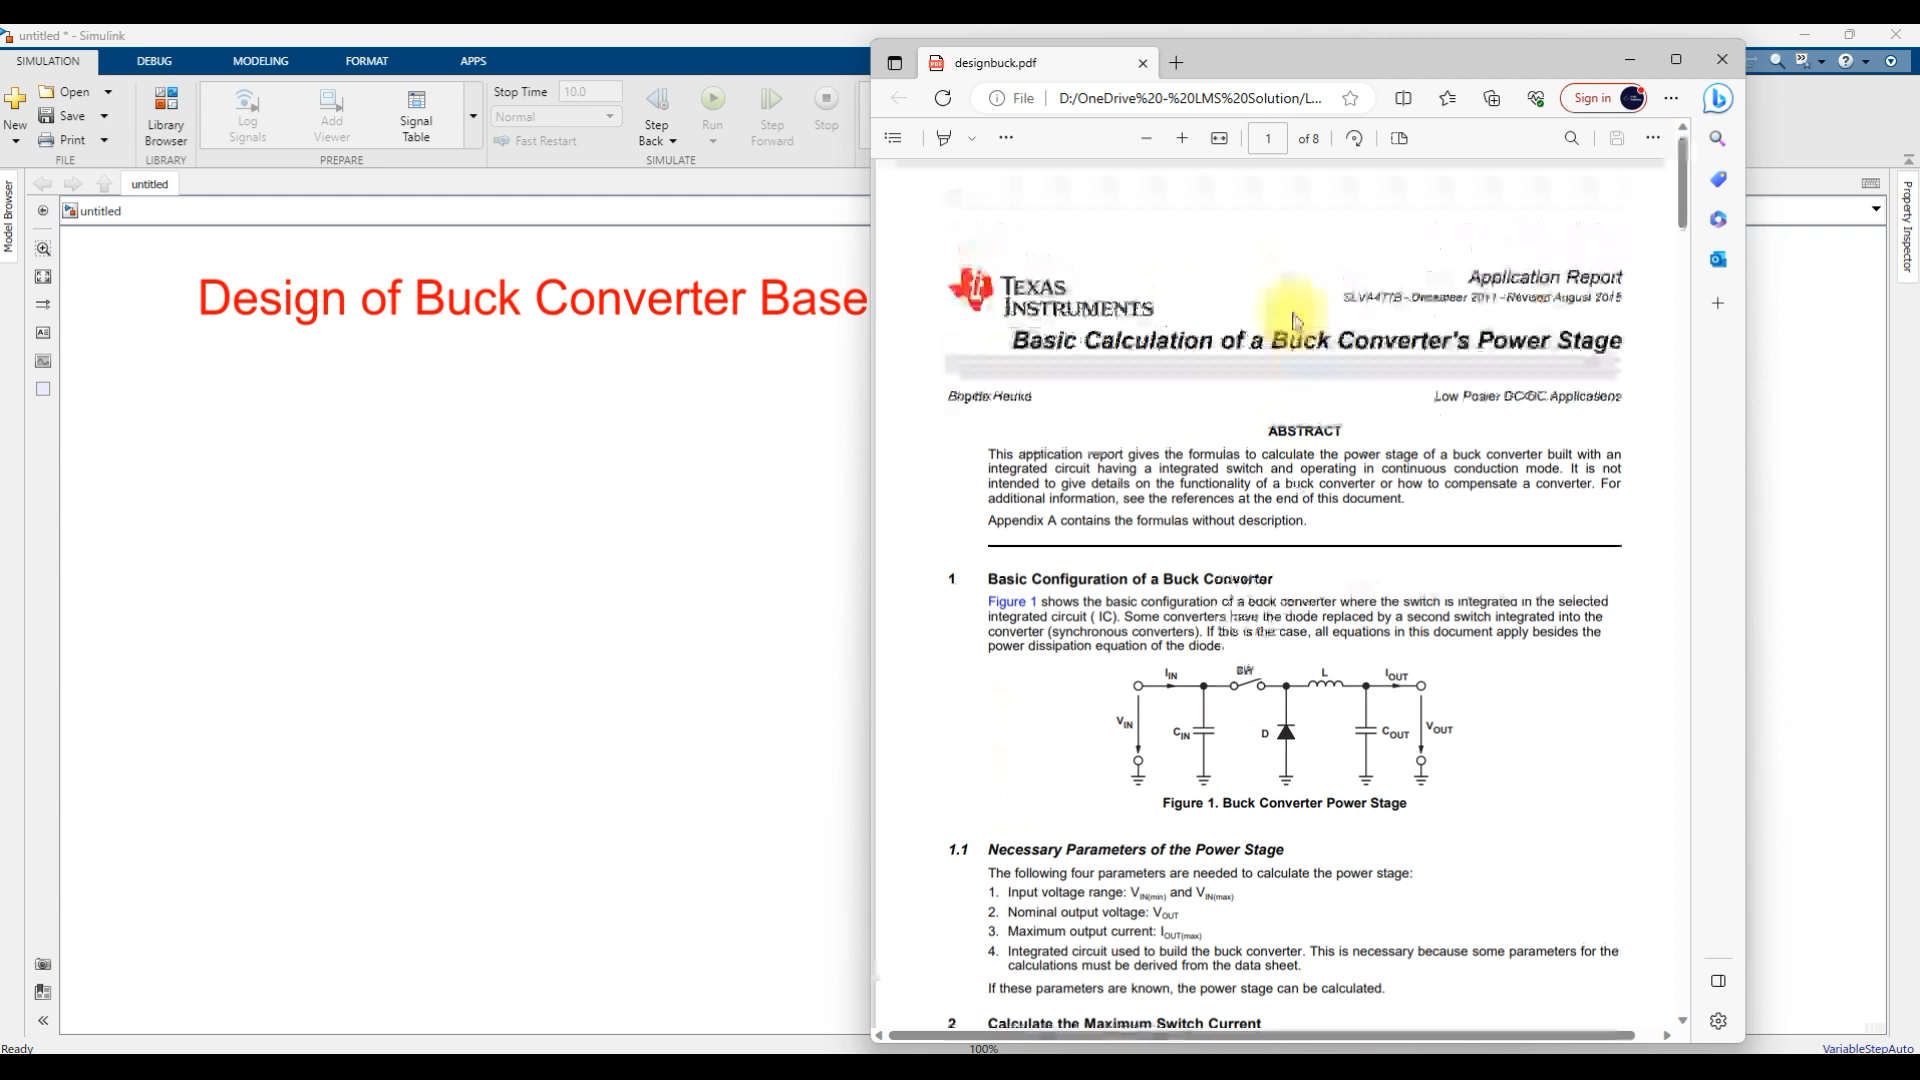 untitled * - Simulink
SIMULATION DEBUG MODELING FORMAT APPS
New
Open
Save
Print
FILE
Library
Browser
LIBRARY
Log
Signals
Add
Viewer
Signal
Table
PREPARE
Stop Time 10.0
Normal
Fast Restart
Step
Back
Run
Step
Forward
Stop
SIMULATE
untitled
untitled
Model Browser
Property Inspector
Design of Buck Converter Base
Ready
100%
VariableStepAuto
designbuck.pdf
File D:/OneDrive%20-%20LMS%20Solution/L...
Sign in
1 of 8
TEXAS
INSTRUMENTS
Application Report
Basic Calculation of a Buck Converter's Power Stage
Low Power DC/DC Applications
ABSTRACT
This application report gives the formulas to calculate the power stage of a buck converter built with an
integrated circuit having a integrated switch and operating in continuous conduction mode. It is not
intended to give details on the functionality of a buck converter or how to compensate a converter. For
additional information, see the references at the end of this document.
Appendix A contains the formulas without description.
1 Basic Configuration of a Buck Converter
Figure 1 shows the basic configuration of a buck converter where the switch is integrated in the selected
integrated circuit ( IC). Some converters have the diode replaced by a second switch integrated into the
converter (synchronous converters). If this is the case, all equations in this document apply besides the
power dissipation equation of the diode.
IIN SW L IOUT
VIN CIN D COUT VOUT
Figure 1. Buck Converter Power Stage
1.1 Necessary Parameters of the Power Stage
The following four parameters are needed to calculate the power stage:
1. Input voltage range: VIN(min) and VIN(max)
2. Nominal output voltage: VOUT
3. Maximum output current: IOUT(max)
4. Integrated circuit used to build the buck converter. This is necessary because some parameters for the
calculations must be derived from the data sheet.
If these parameters are known, the power stage can be calculated.
2 Calculate the Maximum Switch Current